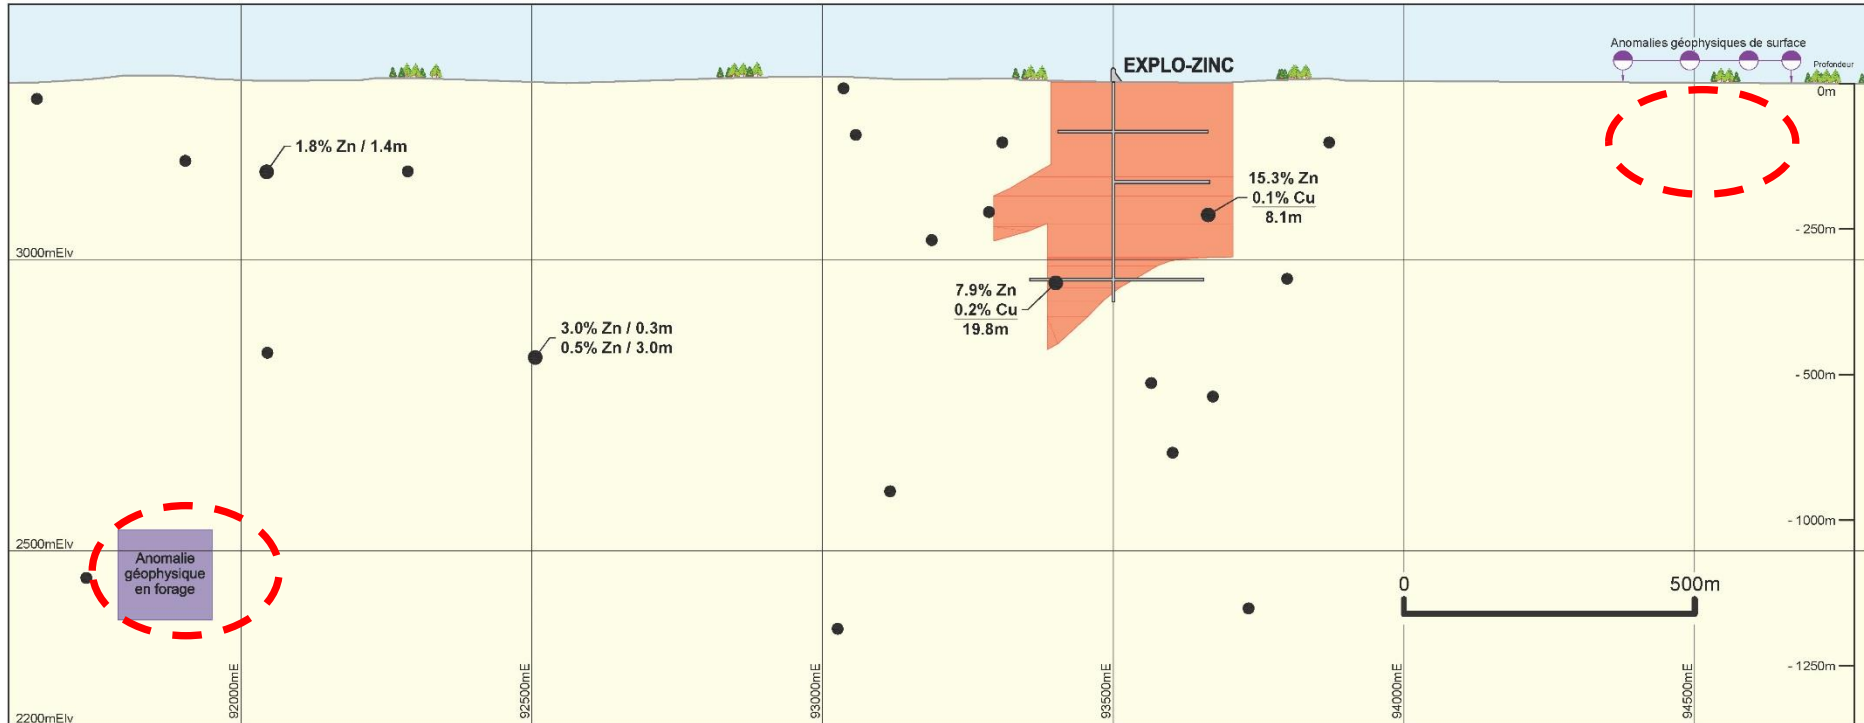 Anomalies géophysiques de surface
EXPLO-ZINC
Profondeur
0m
1.8% Zn / 1.4m
15.3% Zn
0.1% Cu
8.1m
- 250m
3000mElv
7.9% Zn
0.2% Cu
19.8m
3.0% Zn / 0.3m
0.5% Zn / 3.0m
- 500m
- 1000m
2500mElv
Anomalie
géophysique
en forage
0
500m
- 1250m
92000mE
92500mE
93000mE
93500mE
94000mE
94500mE
2200mElv